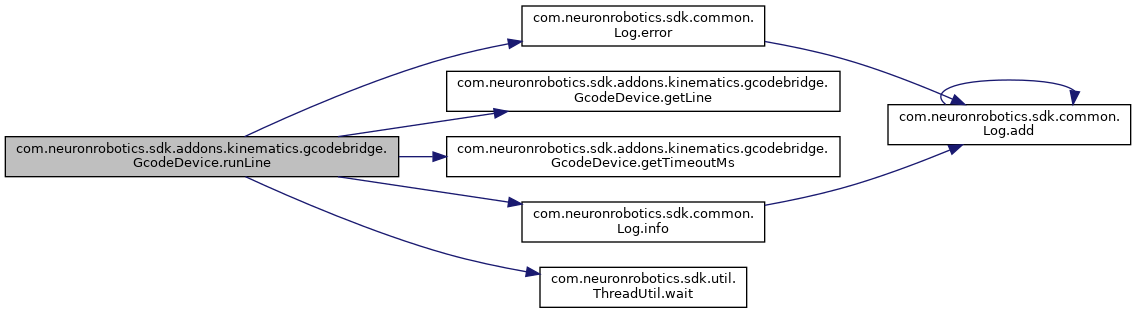 com.neuronrobotics.sdk.addons.kinematics.gcodebridge.
GcodeDevice.runLine
com.neuronrobotics.sdk.common.
Log.error
com.neuronrobotics.sdk.addons.kinematics.gcodebridge.
GcodeDevice.getLine
com.neuronrobotics.sdk.addons.kinematics.gcodebridge.
GcodeDevice.getTimeoutMs
com.neuronrobotics.sdk.common.
Log.info
com.neuronrobotics.sdk.util.
ThreadUtil.wait
com.neuronrobotics.sdk.common.
Log.add